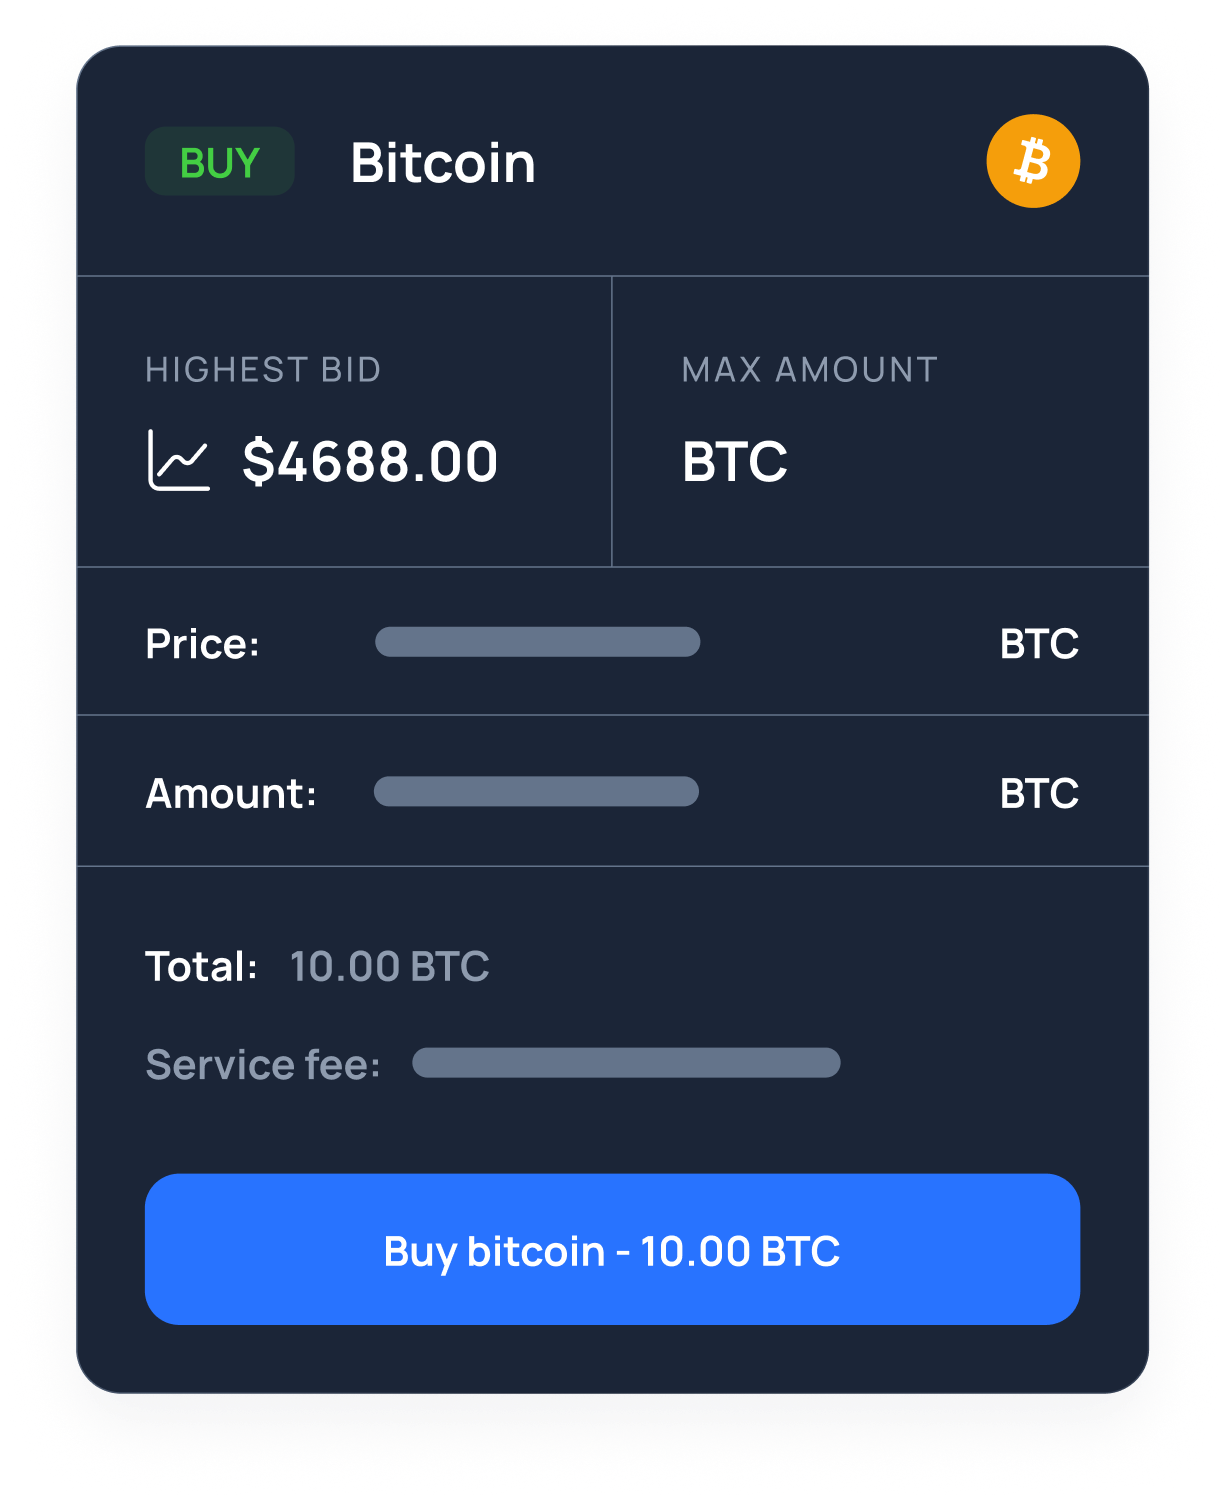 BUY Bitcoin
HIGHEST BID
MAX AMOUNT
$4688.00
BTC
Price: BTC
Amount: BTC
Total: 10.00 BTC
Service fee:
Buy bitcoin - 10.00 BTC